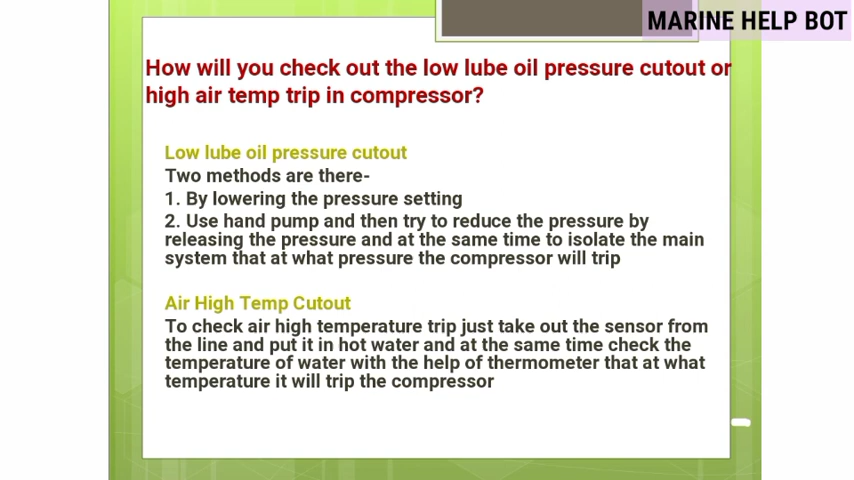 MARINE HELP BOT
How will you check out the low lube oil pressure cutout or
high air temp trip in compressor?
Low lube oil pressure cutout
Two methods are there-
1. By lowering the pressure setting
2. Use hand pump and then try to reduce the pressure by
releasing the pressure and at the same time to isolate the main
system that at what pressure the compressor will trip
Air High Temp Cutout
To check air high temperature trip just take out the sensor from
the line and put it in hot water and at the same time check the
temperature of water with the help of thermometer that at what
temperature it will trip the compressor